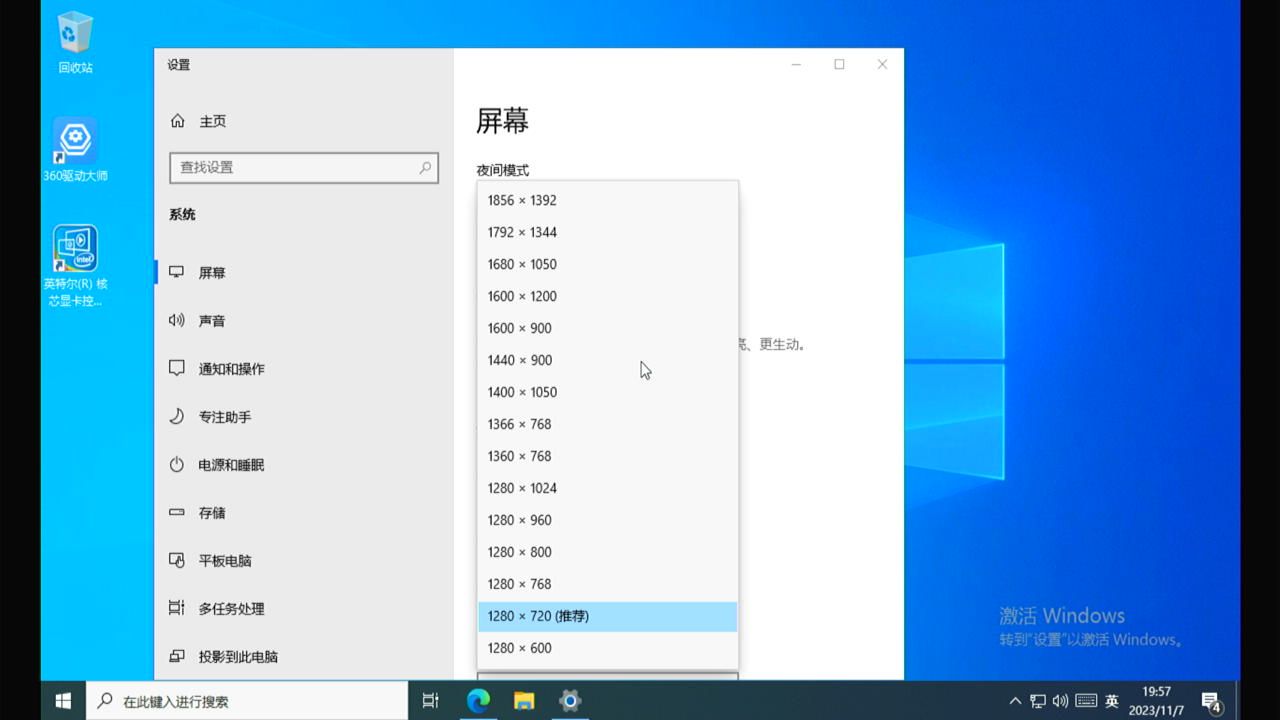 回收站
360驱动大师
英特尔(R) 核
芯显卡控...
设置
主页
查找设置
系统
屏幕
声音
通知和操作
专注助手
电源和睡眠
存储
平板电脑
多任务处理
投影到此电脑
屏幕
夜间模式
1856 × 1392
1792 × 1344
1680 × 1050
1600 × 1200
1600 × 900
1440 × 900
1400 × 1050
1366 × 768
1360 × 768
1280 × 1024
1280 × 960
1280 × 800
1280 × 768
1280 × 720 (推荐)
1280 × 600
亮、更生动。
激活 Windows
转到"设置"以激活 Windows。
在此键入进行搜索
英
19:57
2023/11/7
4